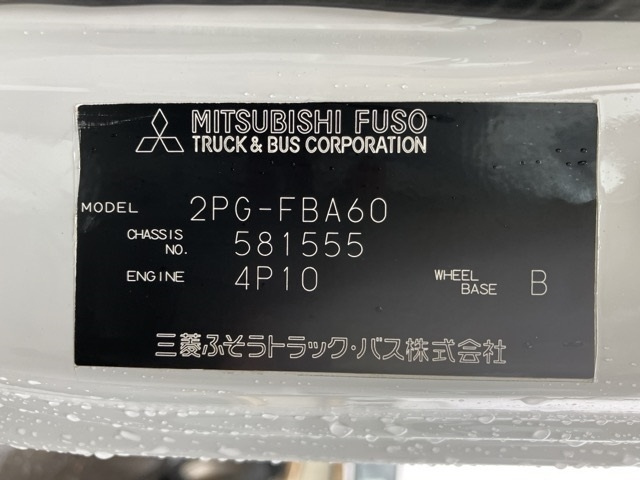 MITSUBISHI FUSO
TRUCK & BUS CORPORATION
MODEL 2PG-FBA60
CHASSIS NO. 581555
ENGINE 4P10 WHEEL BASE B
三菱ふそうトラック・バス株式会社